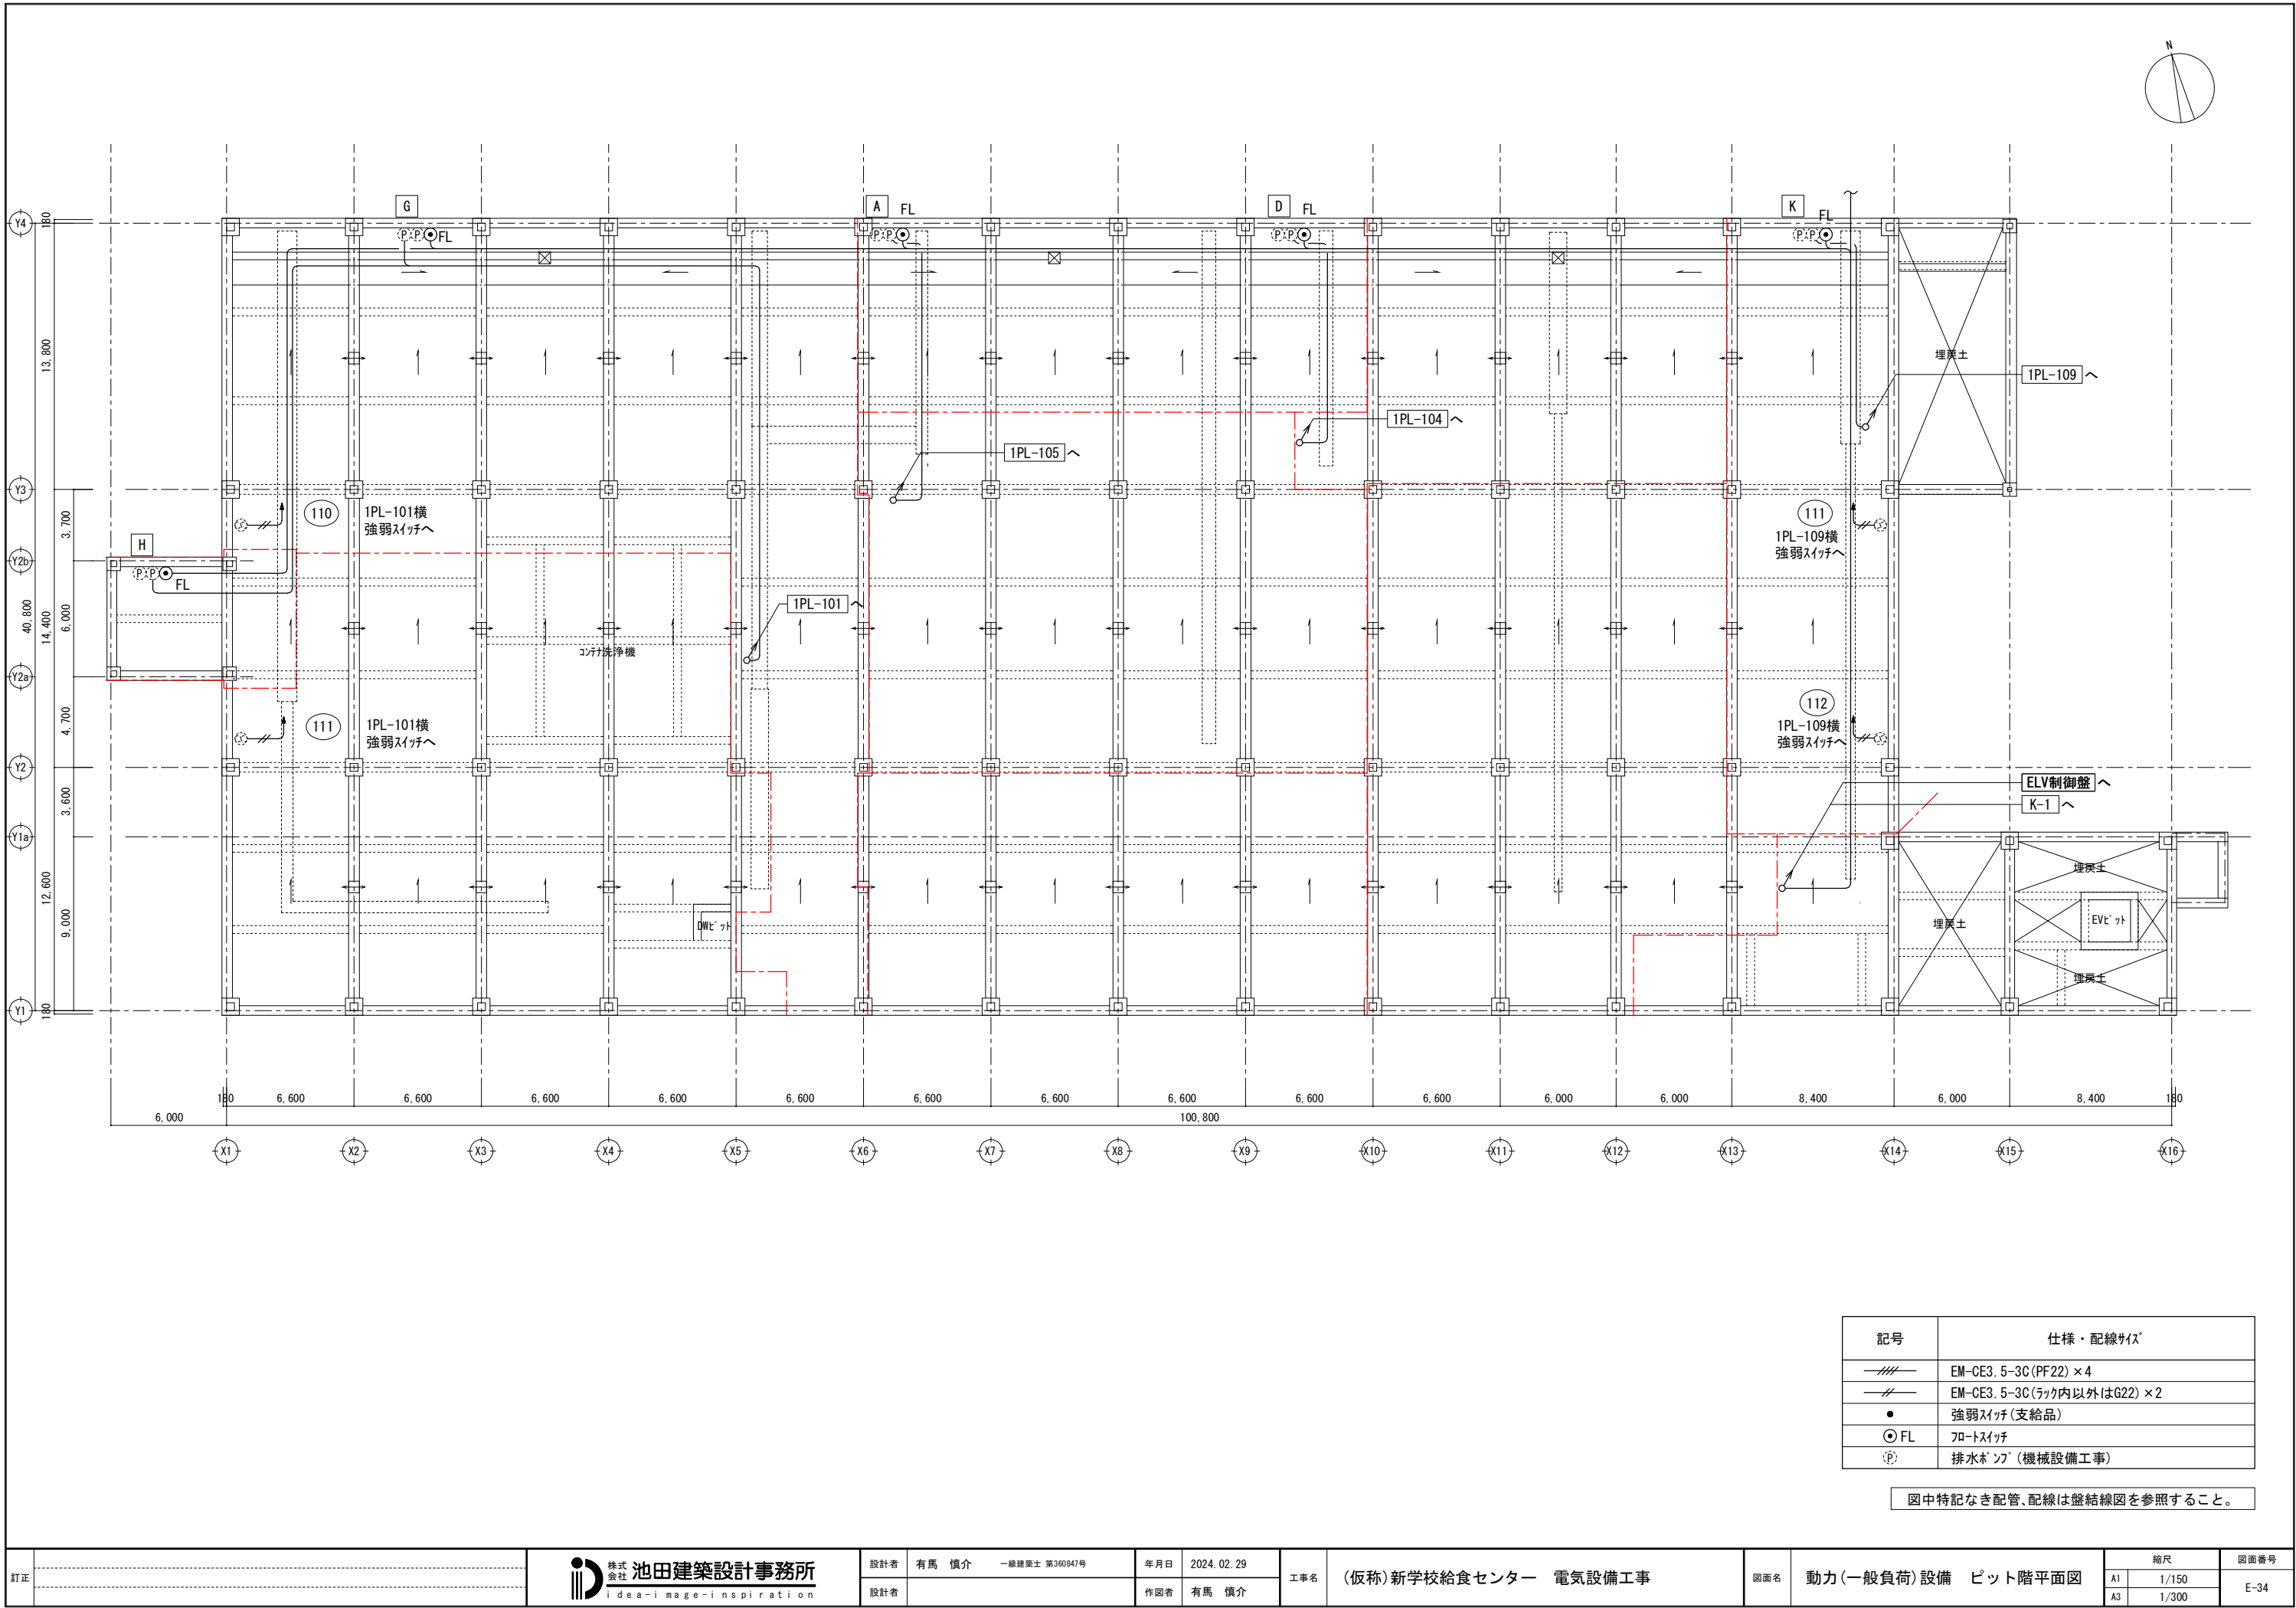 N
G
A
FL
D
FL
K
FL
Y4
180
P P FL
P P
P P
P P
13,800
埋戻土
1PL-109 へ
1PL-104 へ
1PL-105 へ
Y3
3,700
110
1PL-101横
強弱スイッチへ
111
1PL-109横
強弱スイッチへ
H
Y2b
P P
FL
40,800
14,400
6,000
1PL-101 へ
コンテナ洗浄機
Y2a
4,700
111
1PL-101横
強弱スイッチへ
112
1PL-109横
強弱スイッチへ
Y2
ELV制御盤 へ
K-1 へ
3,600
Y1a
埋戻土
12,600
9,000
DWピット
埋戻土
EVピット
埋戻土
Y1
180
180 6,600 6,600 6,600 6,600 6,600 6,600 6,600 6,600 6,600 6,600 6,000 6,000 8,400 6,000 8,400 180
6,000 100,800
X1 X2 X3 X4 X5 X6 X7 X8 X9 X10 X11 X12 X13 X14 X15 X16
記号 仕様・配線サイズ
EM-CE3.5-3C(PF22)×4
EM-CE3.5-3C(ラック内以外はG22)×2
強弱スイッチ(支給品)
FL フロートスイッチ
P 排水ポンプ(機械設備工事)
図中特記なき配管、配線は盤結線図を参照すること。
訂正
株式会社 池田建築設計事務所
idea-image-inspiration
設計者 有馬 慎介 一級建築士 第360847号
設計者
年月日 2024.02.29
作図者 有馬 慎介
工事名 (仮称)新学校給食センター 電気設備工事
図面名 動力(一般負荷)設備 ピット階平面図
縮尺
A1 1/150
A3 1/300
図面番号
E-34